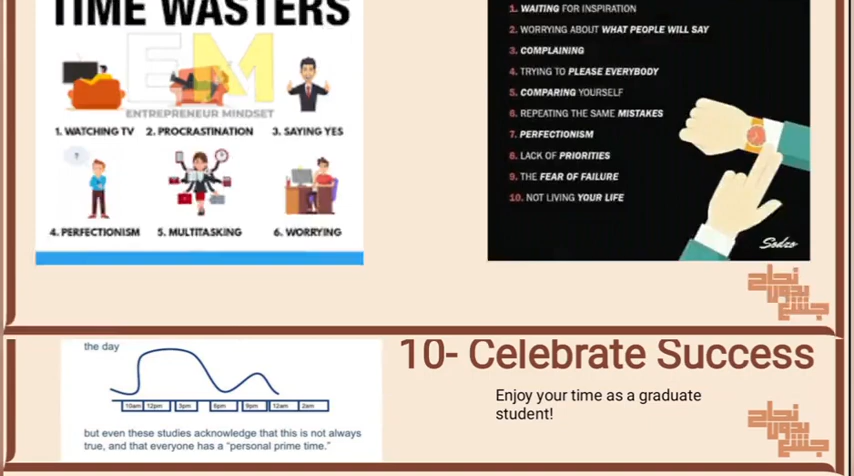 TIME WASTERS
EM
ENTREPRENEUR MINDSET
1. WATCHING TV 2. PROCRASTINATION 3. SAYING YES
?
4. PERFECTIONISM 5. MULTITASKING 6. WORRYING
1. WAITING FOR INSPIRATION
2. WORRYING ABOUT WHAT PEOPLE WILL SAY
3. COMPLAINING
4. TRYING TO PLEASE EVERYBODY
5. COMPARING YOURSELF
6. REPEATING THE SAME MISTAKES
7. PERFECTIONISM
8. LACK OF PRIORITIES
9. THE FEAR OF FAILURE
10. NOT LIVING YOUR LIFE
the day
10am 12pm 3pm 6pm 9pm 12am 2am
but even these studies acknowledge that this is not always
true, and that everyone has a “personal prime time.”
10- Celebrate Success
Enjoy your time as a graduate
student!